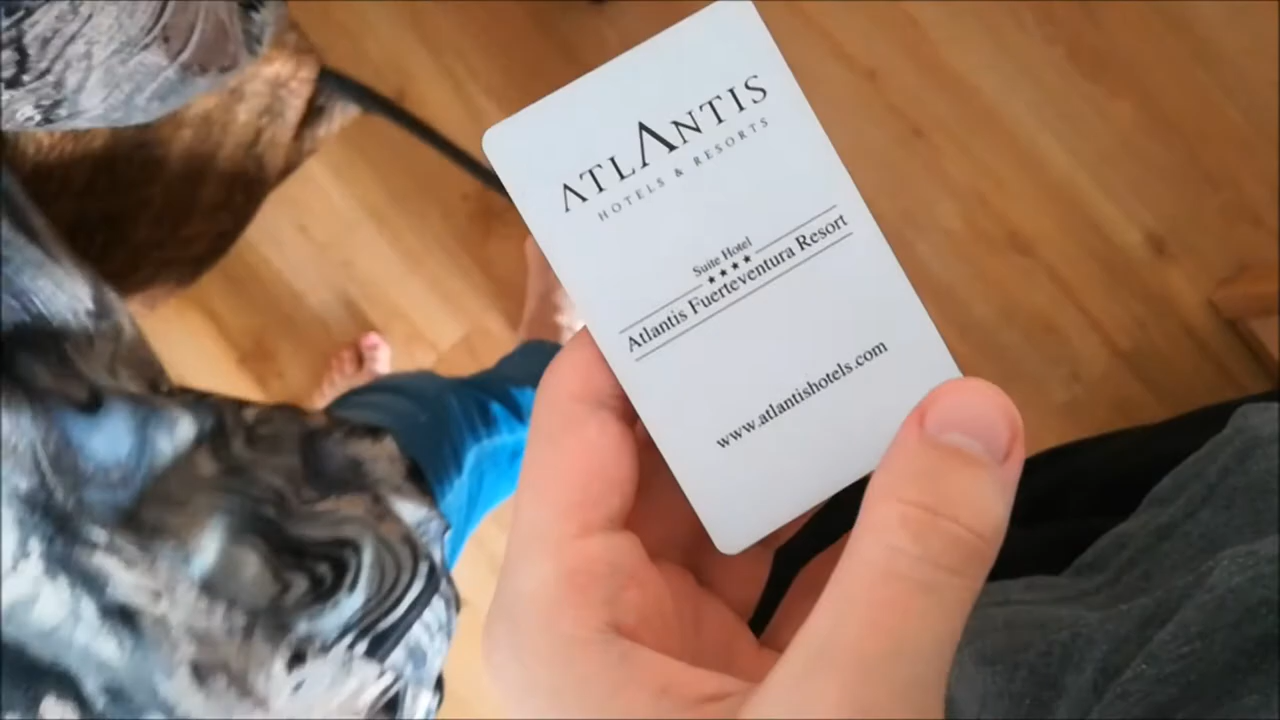 ATLANTIS
HOTELS & RESORTS
Suite Hotel
★★★★
Atlantis Fuerteventura Resort
www.atlantishotels.com